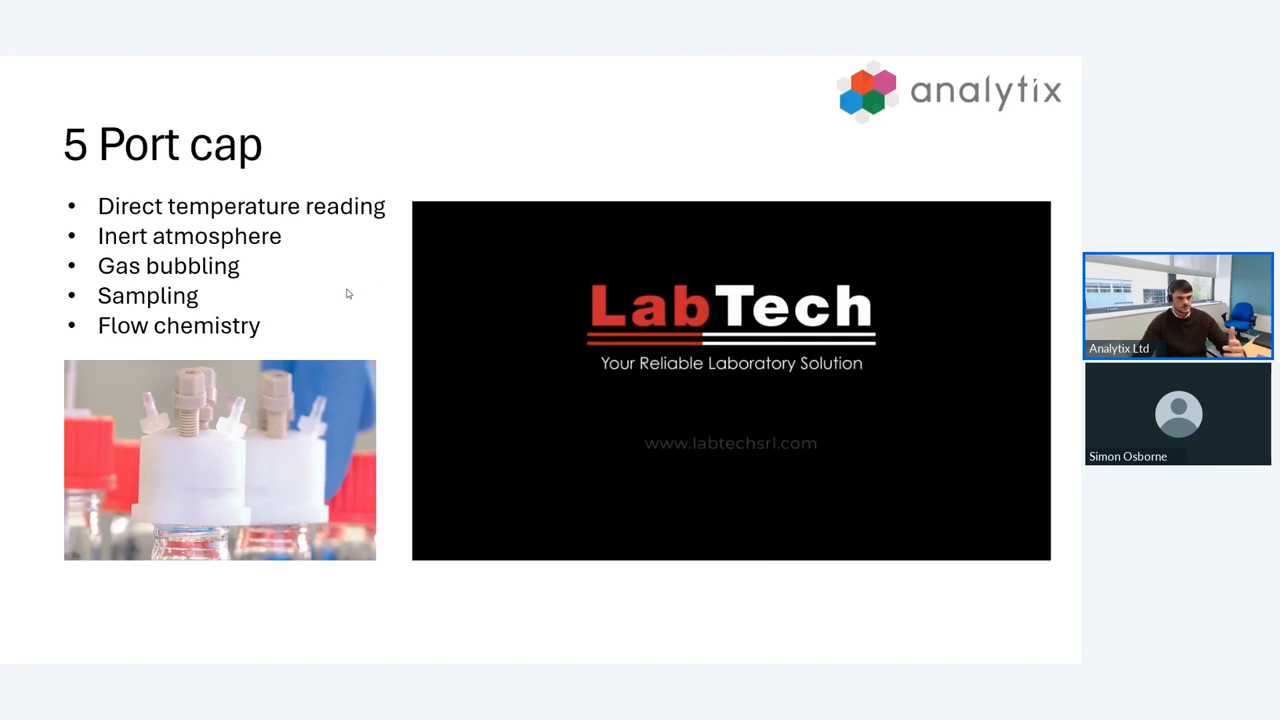 analytix
5 Port cap
• Direct temperature reading
• Inert atmosphere
• Gas bubbling
• Sampling
• Flow chemistry
LabTech
Your Reliable Laboratory Solution
www.labtechsrl.com
Analytix Ltd
Simon Osborne